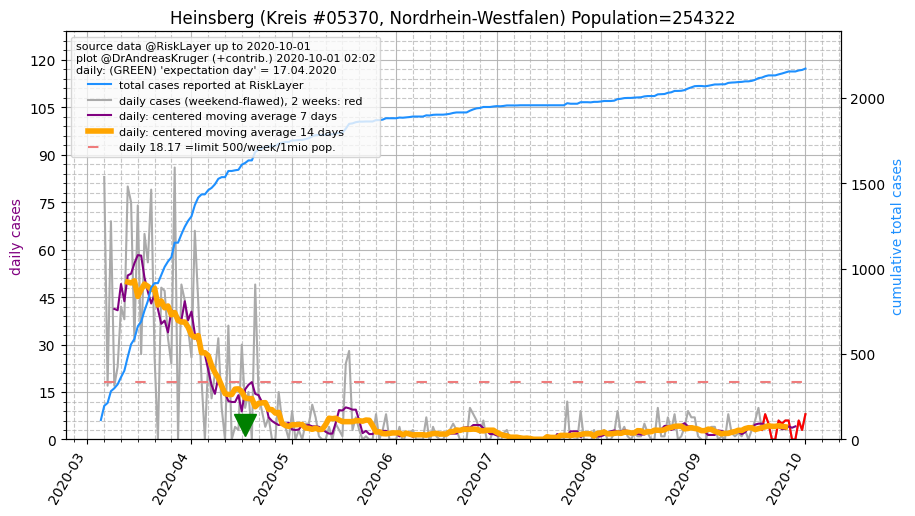 Heinsberg (Kreis #05370, Nordrhein-Westfalen) Population=254322
source data @RiskLayer up to 2020-10-01
plot @DrAndreasKruger (+contrib.) 2020-10-01 02:02
daily: (GREEN) 'expectation day' = 17.04.2020
total cases reported at RiskLayer
daily cases (weekend-flawed), 2 weeks: red
daily: centered moving average 7 days
daily: centered moving average 14 days
daily 18.17 =limit 500/week/1mio pop.
daily cases
120
105
90
75
60
45
30
15
0
cumulative total cases
2000
1500
1000
500
0
2020-03
2020-04
2020-05
2020-06
2020-07
2020-08
2020-09
2020-10